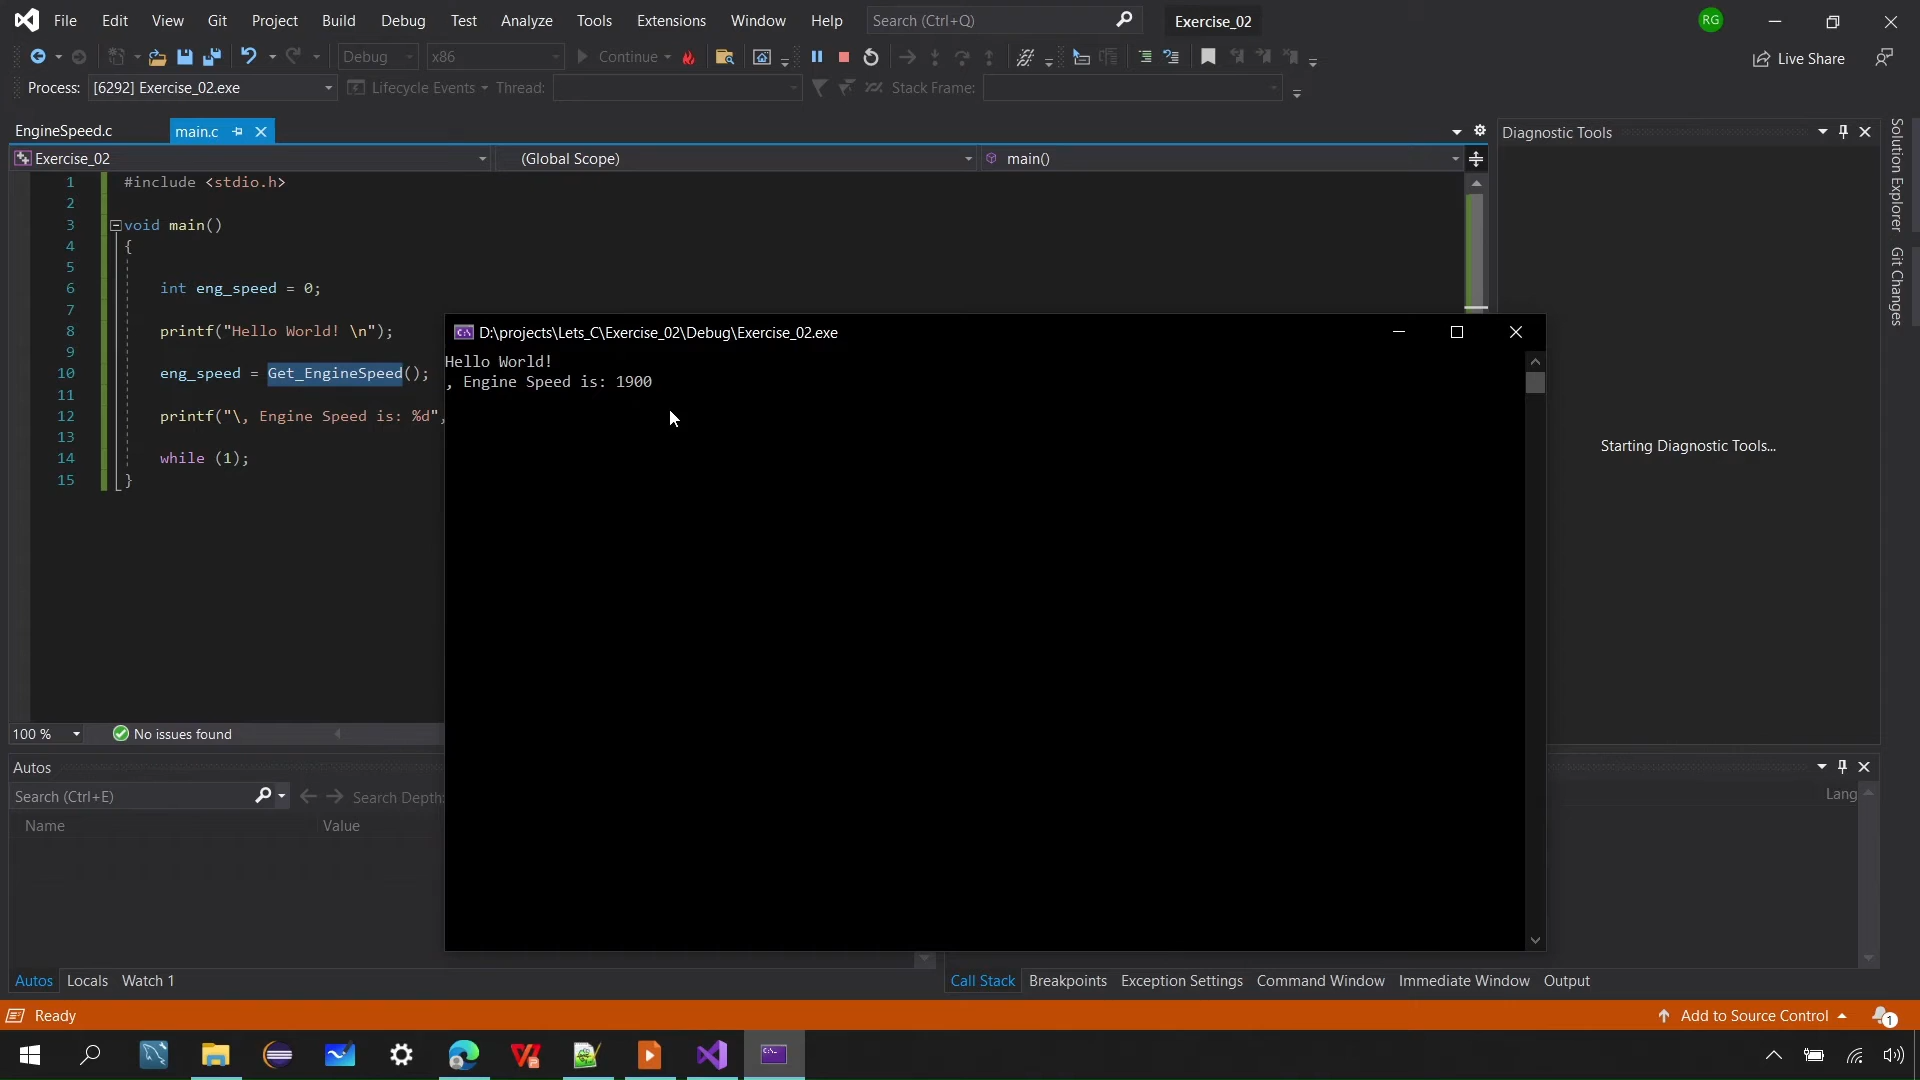 File Edit View Git Project Build Debug Test Analyze Tools Extensions Window Help Search (Ctrl+Q) Exercise_02 RG
Debug x86 Continue Live Share
Process: [6292] Exercise_02.exe Lifecycle Events Thread: Stack Frame:
EngineSpeed.c main.c
Diagnostic Tools
Exercise_02 (Global Scope) main()
1 #include <stdio.h>
2
3 void main()
4 {
5
6 int eng_speed = 0;
7
8 printf("Hello World! \n");
9
10 eng_speed = Get_EngineSpeed();
11
12 printf("\, Engine Speed is: %d",
13
14 while (1);
15 }
D:\projects\Lets_C\Exercise_02\Debug\Exercise_02.exe
Hello World!
, Engine Speed is: 1900
Starting Diagnostic Tools...
Solution Explorer
Git Changes
100 % No issues found
Autos
Search (Ctrl+E) Search Depth:
Name Value
Lang
Autos Locals Watch 1
Call Stack Breakpoints Exception Settings Command Window Immediate Window Output
Ready Add to Source Control 1